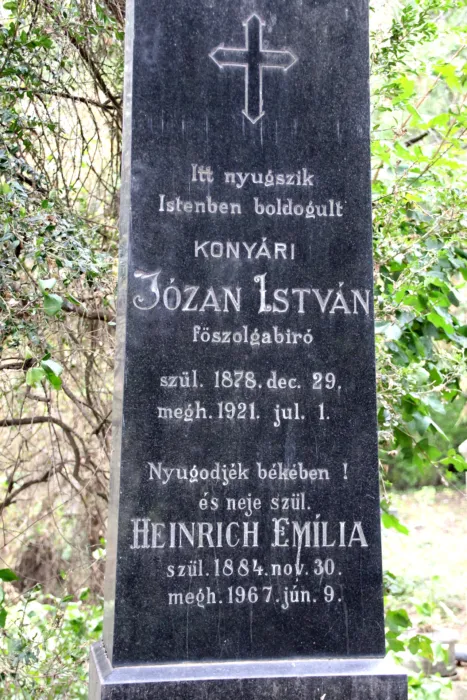 Itt nyugszik
Istenben boldogult
KONYÁRI
JÓZAN ISTVÁN
főszolgabiró
szül. 1878. dec. 29.
megh. 1921. jul. 1.
Nyugodjék békében !
és neje szül.
HEINRICH EMÍLIA
szül. 1884. nov. 30.
megh. 1967. jún. 9.